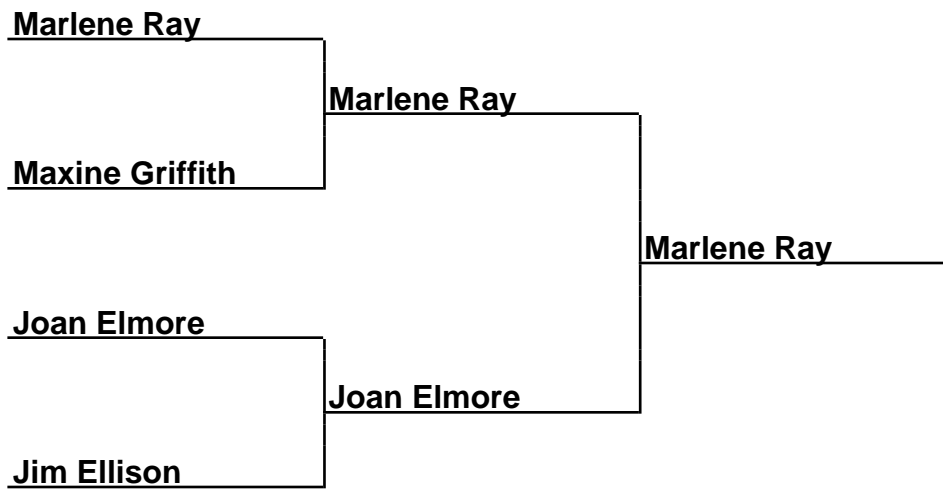 Marlene Ray
Marlene Ray
Maxine Griffith
Marlene Ray
Joan Elmore
Joan Elmore
Jim Ellison